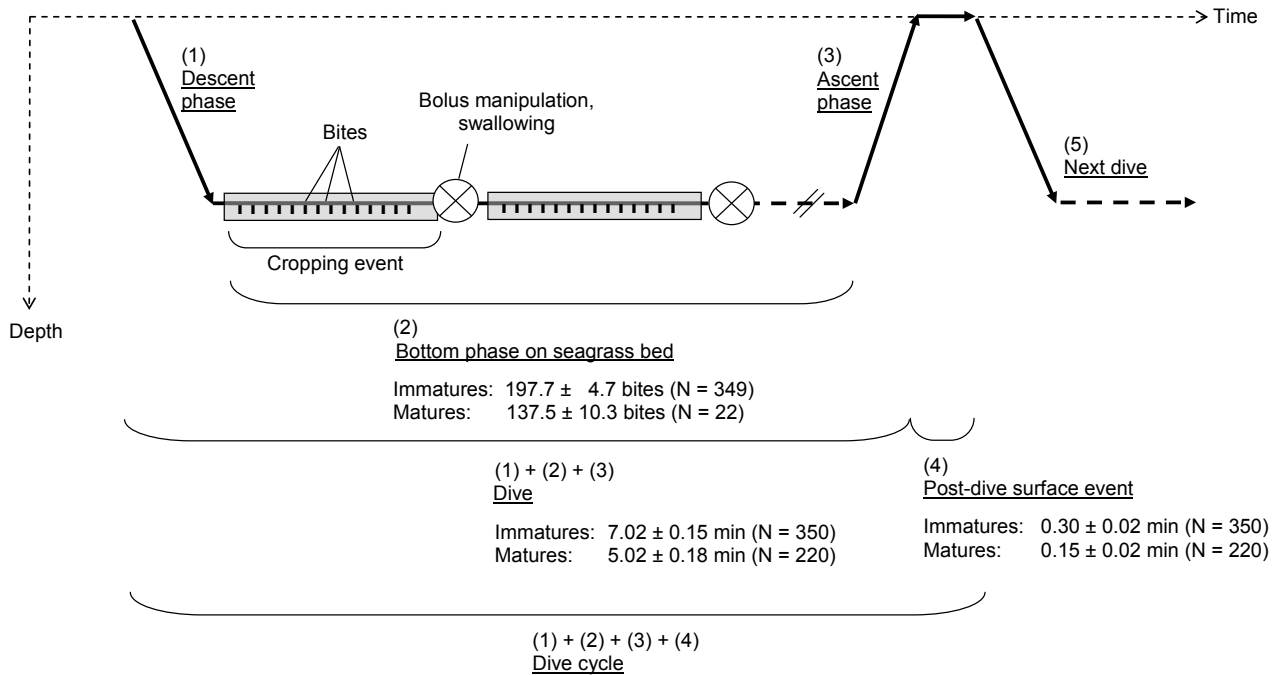 Time
(1)
Descent
phase
Bolus manipulation,
swallowing
Bites
(3)
Ascent
phase
(5)
Next dive
Cropping event
Depth
(2)
Bottom phase on seagrass bed
Immatures: 197.7 ± 4.7 bites (N = 349)
Matures: 137.5 ± 10.3 bites (N = 22)
(1) + (2) + (3)
Dive
Immatures: 7.02 ± 0.15 min (N = 350)
Matures: 5.02 ± 0.18 min (N = 220)
(4)
Post-dive surface event
Immatures: 0.30 ± 0.02 min (N = 350)
Matures: 0.15 ± 0.02 min (N = 220)
(1) + (2) + (3) + (4)
Dive cycle